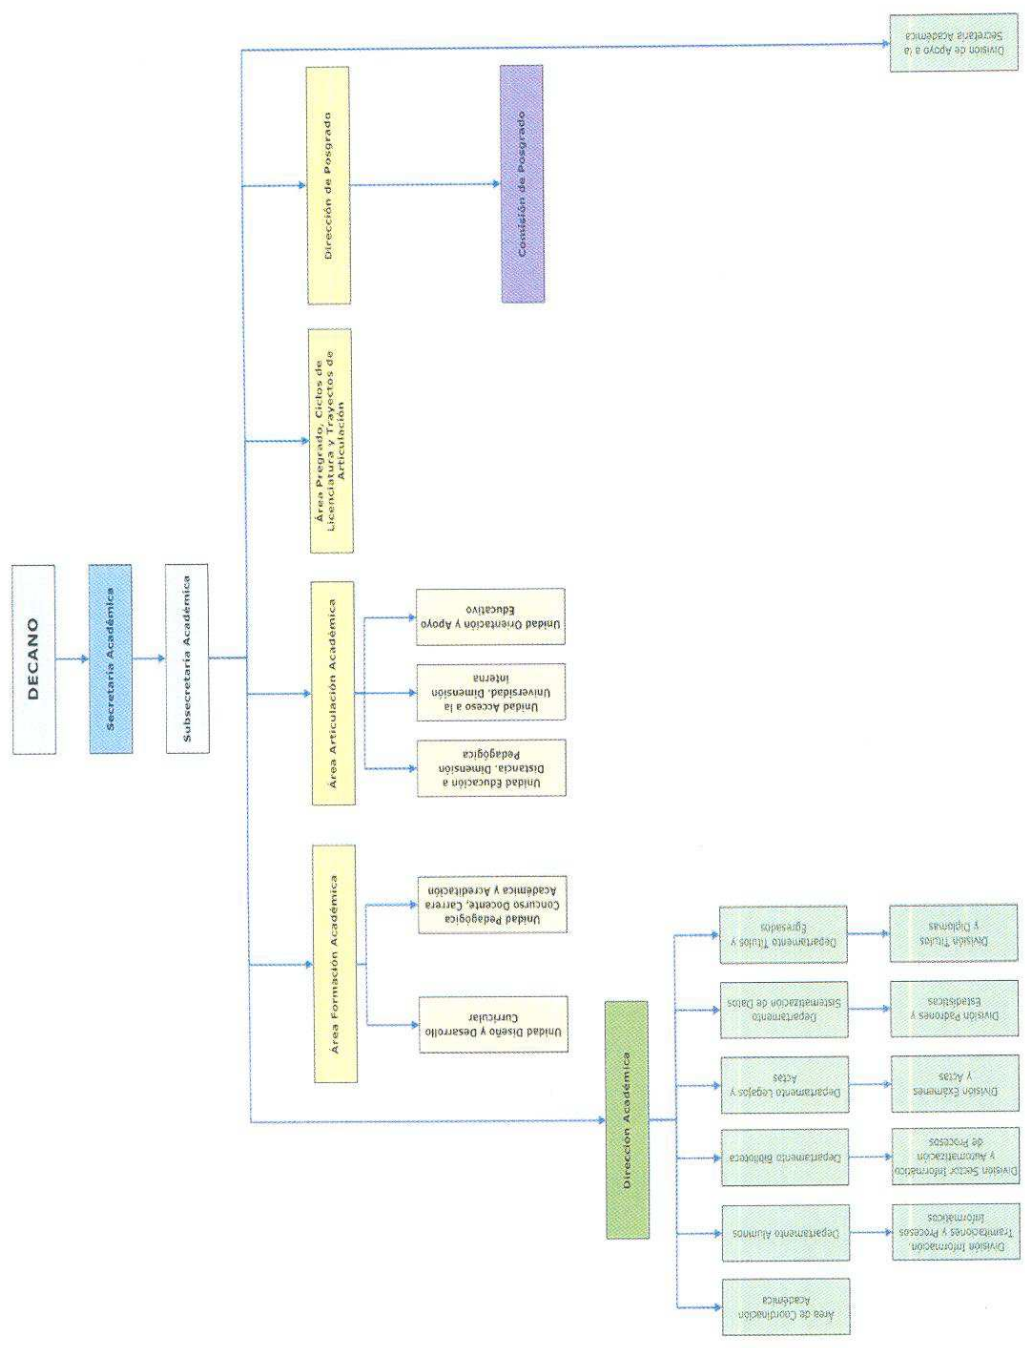 DECANO
Secretaria Académica
Subsecretaria Académica
Área Formación Académica
Área Articulación Académica
Área Pregrado, Ciclos de
Licenciatura y Trayectos de
Articulación
Dirección de Posgrado
Unidad Diseño y Desarrollo
Curricular
Unidad Pedagógica
Concurso Docente, Carrera
Académica y Acreditación
Unidad Educación a
Distancia. Dimensión
Pedagógica
Unidad Acceso a la
Universidad. Dimensión
interna
Unidad Orientación y Apoyo
Educativo
Comisión de Posgrado
Dirección Académica
Área de Coordinación
Académica
Departamento Alumnos
Departamento Biblioteca
Departamento Legajos y
Actas
Departamento
Sistematización de Datos
Departamento Títulos y
Egresados
División Información,
Tramitaciones y Procesos
Informáticos
División Sector Informático
y Automatización
de Procesos
División Exámenes
y Actas
División Padrones y
Estadísticas
División Títulos
y Diplomas
División de Apoyo a la
Secretaría Académica